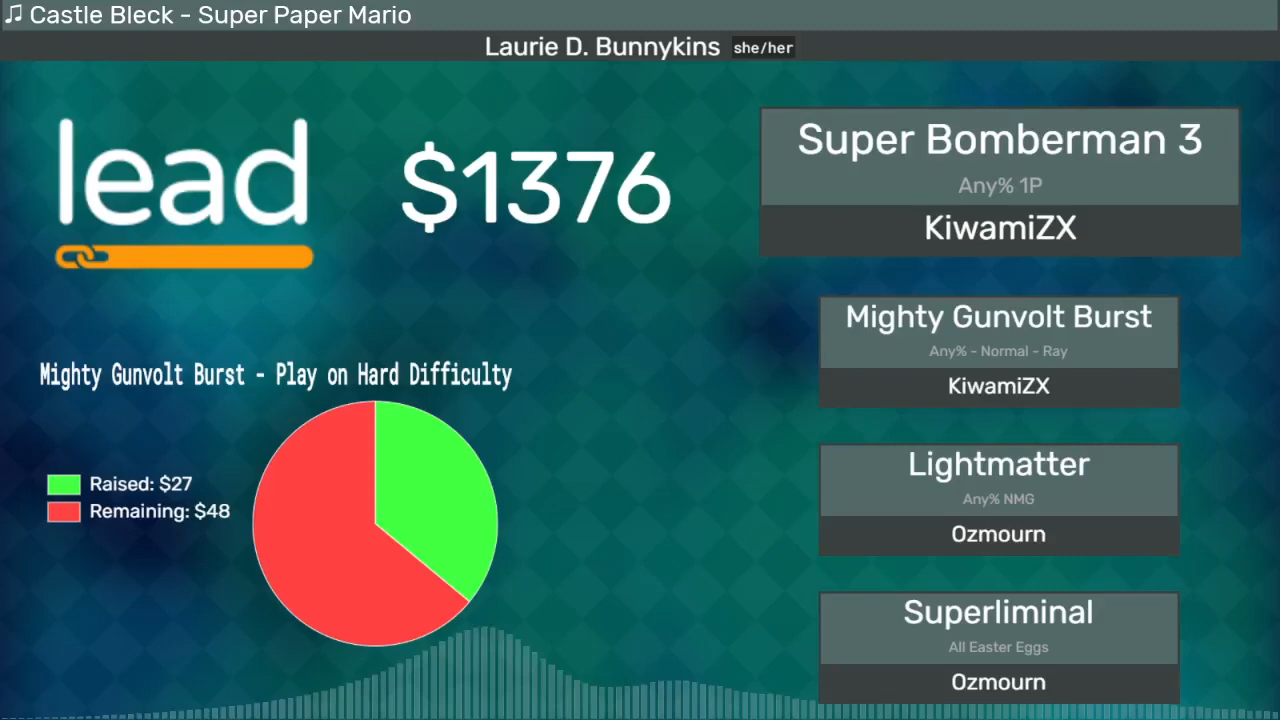 ♫ Castle Bleck - Super Paper Mario
Laurie D. Bunnykins she/her
lead
$1376
Super Bomberman 3
Any% 1P
KiwamiZX
Mighty Gunvolt Burst
Any% - Normal - Ray
KiwamiZX
Mighty Gunvolt Burst - Play on Hard Difficulty
Raised: $27
Remaining: $48
Lightmatter
Any% NMG
Ozmourn
Superliminal
All Easter Eggs
Ozmourn